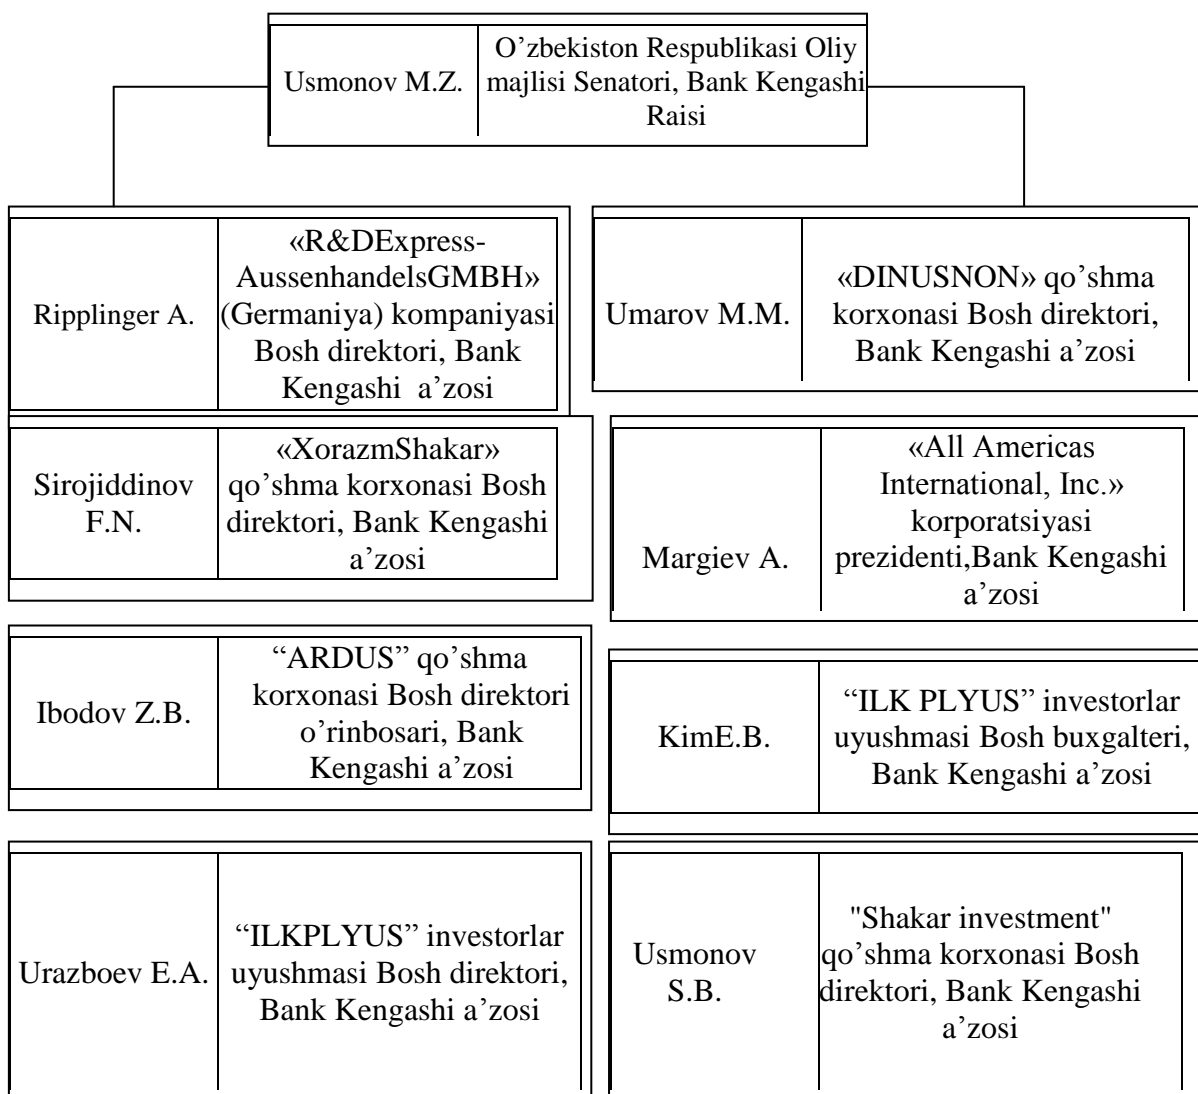 Usmonov M.Z.
O’zbekiston Respublikasi Oliy
majlisi Senatori, Bank Kengashi
Raisi
Ripplinger A.
«R&DExpress-
AussenhandelsGMBH»
(Germaniya) kompaniyasi
Bosh direktori, Bank
Kengashi a’zosi
Umarov M.M.
«DINUSNON» qo’shma
korxonasi Bosh direktori,
Bank Kengashi a’zosi
Sirojiddinov
F.N.
«XorazmShakar»
qo’shma korxonasi Bosh
direktori, Bank Kengashi
a’zosi
Margiev A.
«All Americas
International, Inc.»
korporatsiyasi
prezidenti,Bank Kengashi
a’zosi
Ibodov Z.B.
“ARDUS” qo’shma
korxonasi Bosh direktori
o’rinbosari, Bank
Kengashi a’zosi
KimE.B.
“ILK PLYUS” investorlar
uyushmasi Bosh buxgalteri,
Bank Kengashi a’zosi
Urazboev E.A.
“ILKPLYUS” investorlar
uyushmasi Bosh direktori,
Bank Kengashi a’zosi
Usmonov
S.B.
"Shakar investment"
qo’shma korxonasi Bosh
direktori, Bank Kengashi
a’zosi